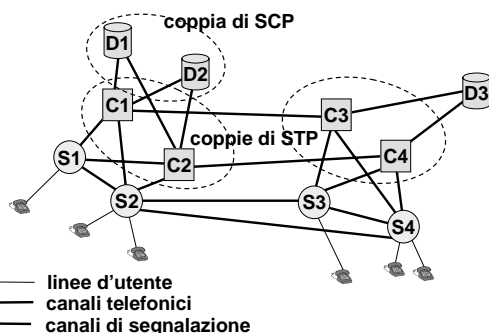 coppia di SCP
D1
D2
D3
C1
C3
coppie di STP
S1
C2
C4
S2
S3
S4
linee d'utente
canali telefonici
canali di segnalazione